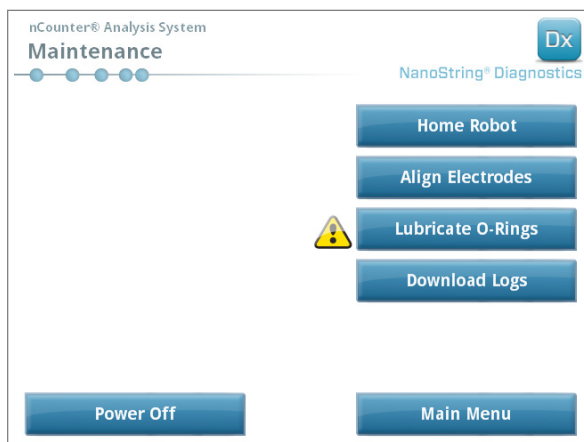 nCounter® Analysis System
Maintenance
Dx
NanoString® Diagnostics
Home Robot
Align Electrodes
Lubricate O-Rings
Download Logs
Power Off
Main Menu